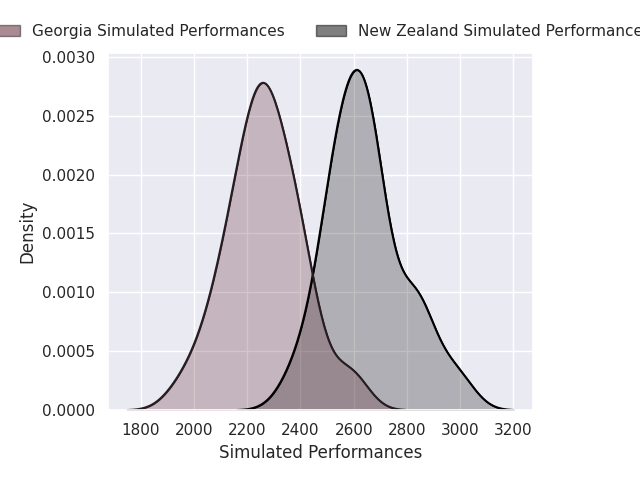 Georgia Simulated Performances
New Zealand Simulated Performance
0.0030
0.0025
0.0020
0.0015
0.0010
0.0005
0.0000
Density
1800 2000 2200 2400 2600 2800 3000 3200
Simulated Performances